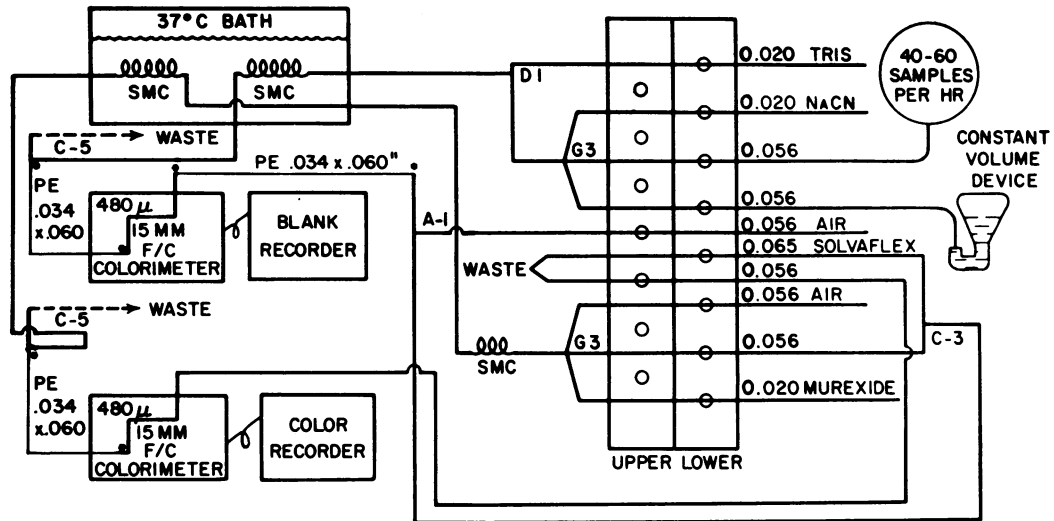 37°C BATH
SMC
SMC
C-5
WASTE
PE
.034
x.060
PE .034 x.060"
480 μ
15 MM
F/C
COLORIMETER
BLANK
RECORDER
A-1
WASTE
C-5
PE
.034
x.060
480 μ
15 MM
F/C
COLORIMETER
COLOR
RECORDER
SMC
D1
G3
WASTE
G3
UPPER LOWER
0.020 TRIS
0.020 NaCN
0.056
0.056
0.056 AIR
0.065 SOLVAFLEX
0.056
0.056 AIR
0.056
0.020 MUREXIDE
C-3
40-60
SAMPLES
PER HR
CONSTANT
VOLUME
DEVICE